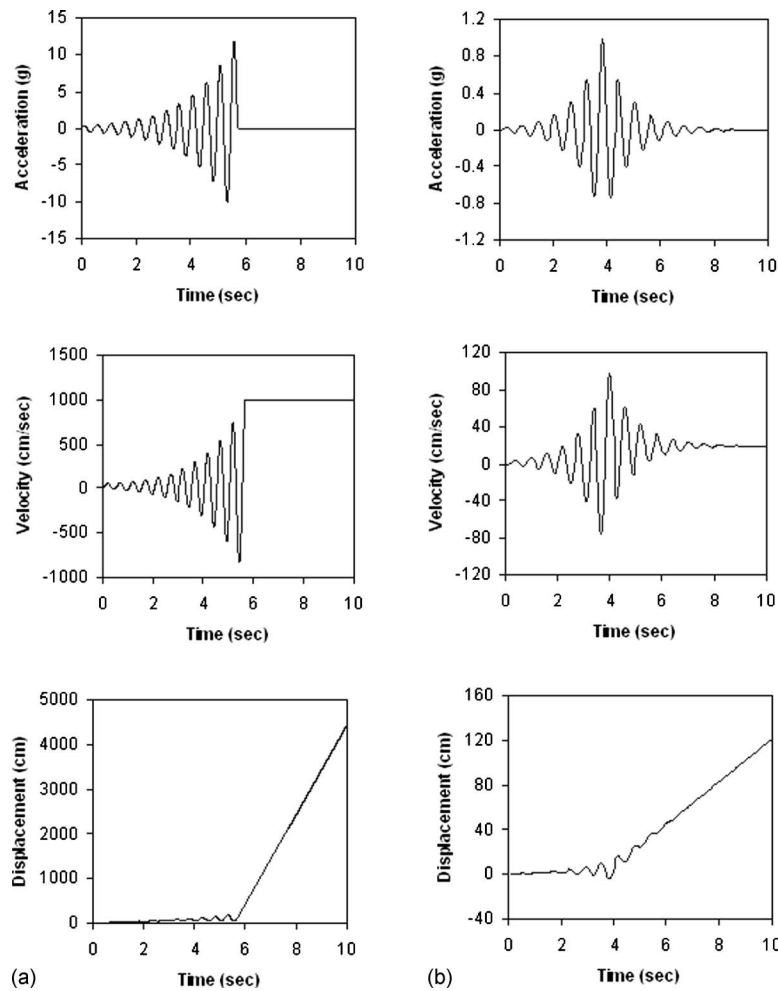 Acceleration (g)
15
10
5
0
-5
-10
-15
0 2 4 6 8 10
Time (sec)
Acceleration (g)
1.2
0.8
0.4
0
-0.4
-0.8
-1.2
0 2 4 6 8 10
Time (sec)
Velocity (cm/sec)
1500
1000
500
0
-500
-1000
0 2 4 6 8 10
Time (sec)
Velocity (cm/sec)
120
80
40
0
-40
-80
-120
0 2 4 6 8 10
Time (sec)
Displacement (cm)
5000
4000
3000
2000
1000
0
0 2 4 6 8 10
Time (sec)
(a)
Displacement (cm)
160
120
80
40
0
-40
0 2 4 6 8 10
Time (sec)
(b)